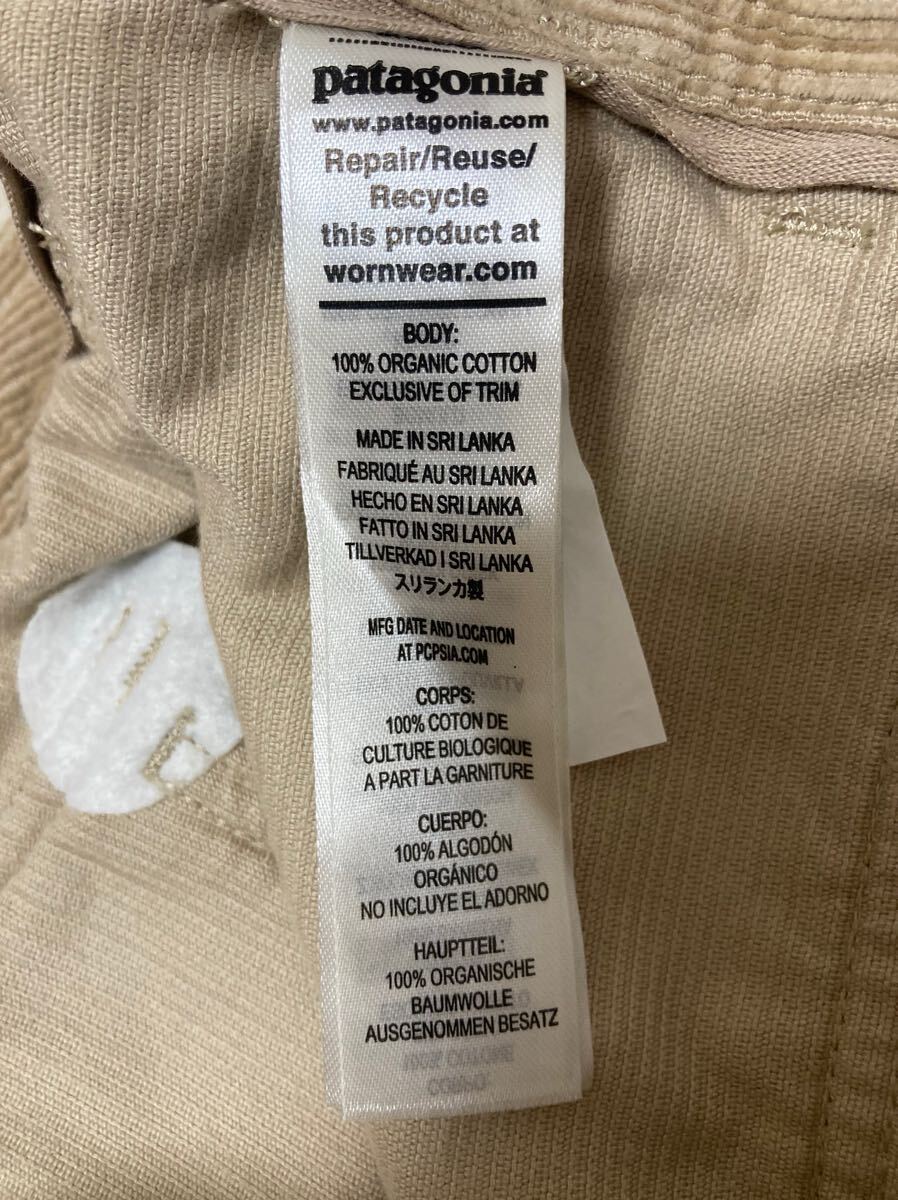 patagonia
www.patagonia.com
Repair/Reuse/
Recycle
this product at
wornwear.com
BODY:
100% ORGANIC COTTON
EXCLUSIVE OF TRIM
MADE IN SRI LANKA
FABRIQUÉ AU SRI LANKA
HECHO EN SRI LANKA
FATTO IN SRI LANKA
TILLVERKAD I SRI LANKA
スリランカ製
MFG DATE AND LOCATION
AT PCPSIA.COM
CORPS:
100% COTON DE
CULTURE BIOLOGIQUE
A PART LA GARNITURE
CUERPO:
100% ALGODÓN
ORGÁNICO
NO INCLUYE EL ADORNO
HAUPTTEIL:
100% ORGANISCHE
BAUMWOLLE
AUSGENOMMEN BESATZ